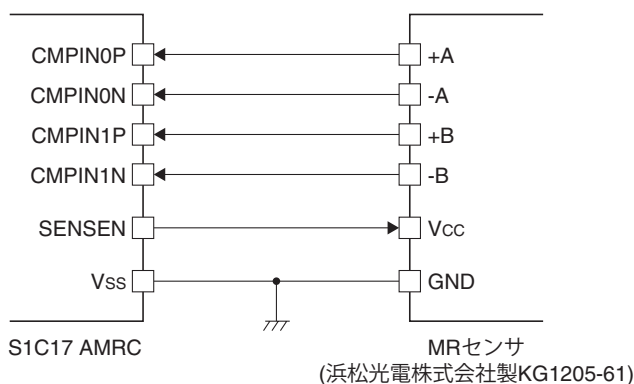 CMPIN0P +A
CMPIN0N -A
CMPIN1P +B
CMPIN1N -B
SENSEN VCC
VSS GND
S1C17 AMRC MRセンサ
(浜松光電株式会社製KG1205-61)